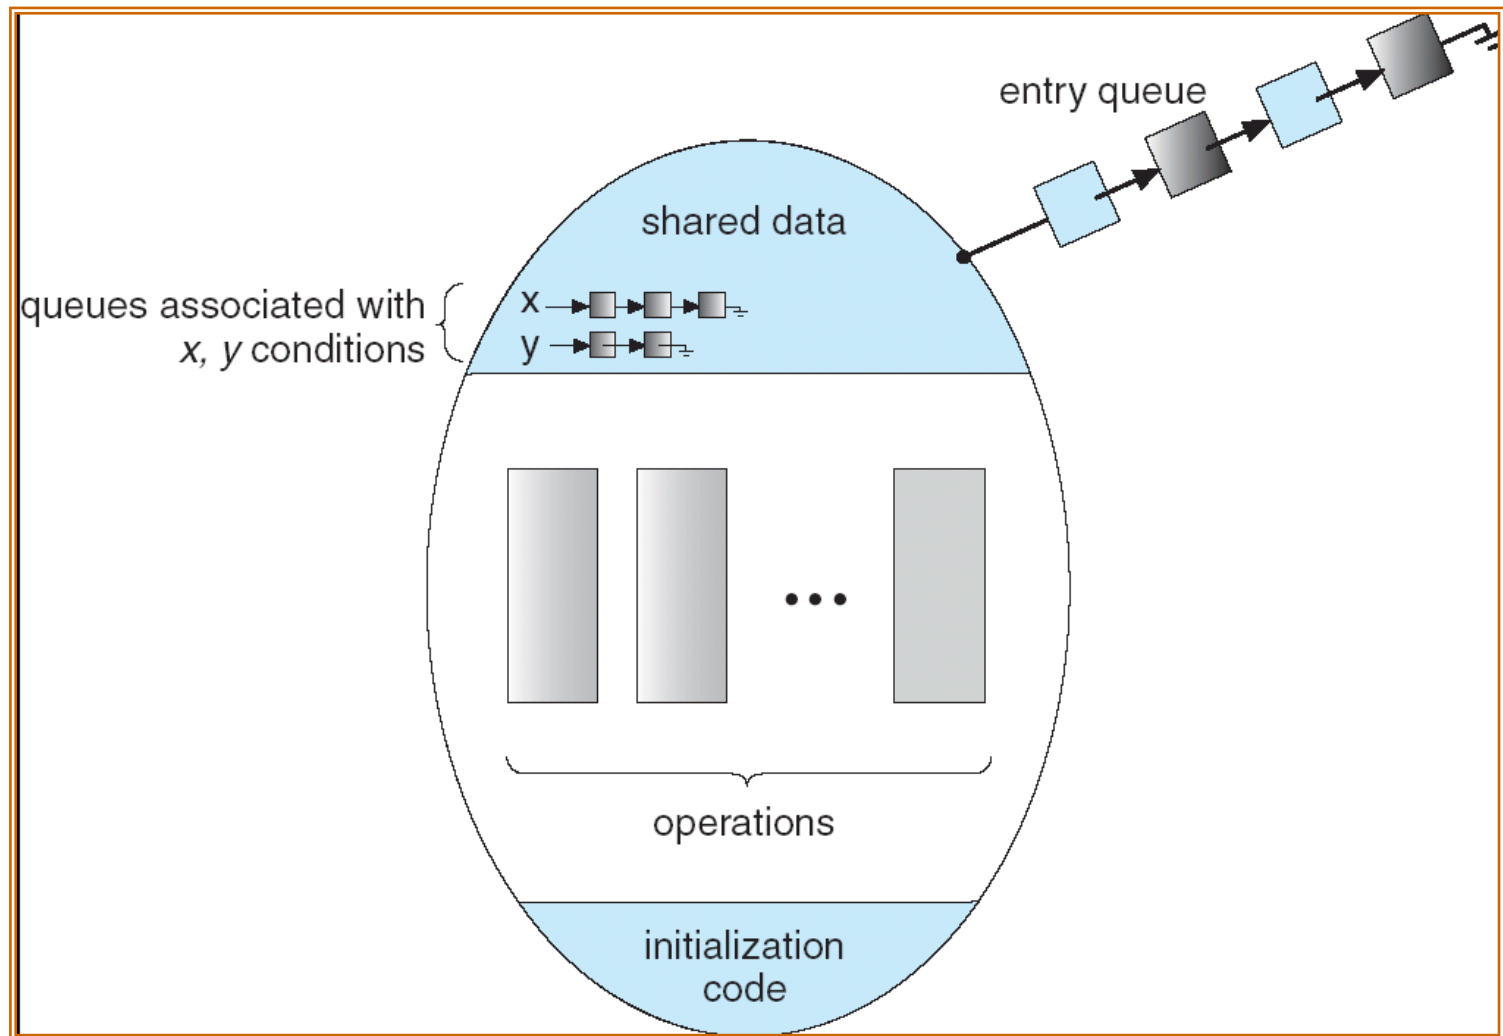 entry queue
shared data
queues associated with
x, y conditions
x
y
operations
initialization
code